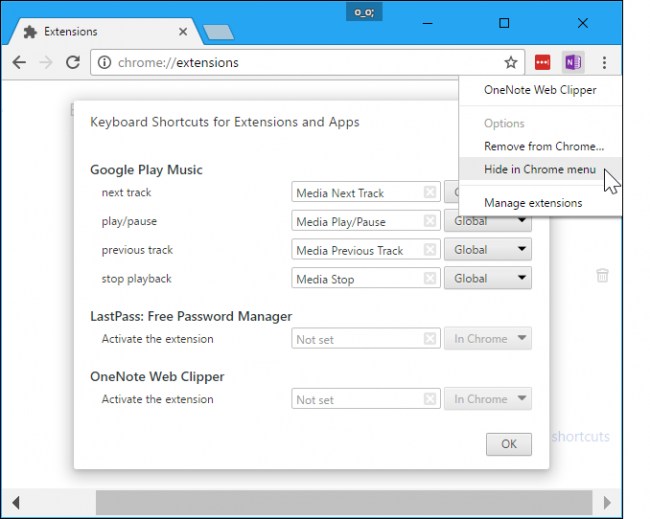 o_o;
Extensions
chrome://extensions
OneNote Web Clipper
Options
Remove from Chrome...
Hide in Chrome menu
Manage extensions
Keyboard Shortcuts for Extensions and Apps
Google Play Music
next track Media Next Track
play/pause Media Play/Pause Global
previous track Media Previous Track Global
stop playback Media Stop Global
LastPass: Free Password Manager
Activate the extension Not set In Chrome
OneNote Web Clipper
Activate the extension Not set In Chrome
shortcuts
OK